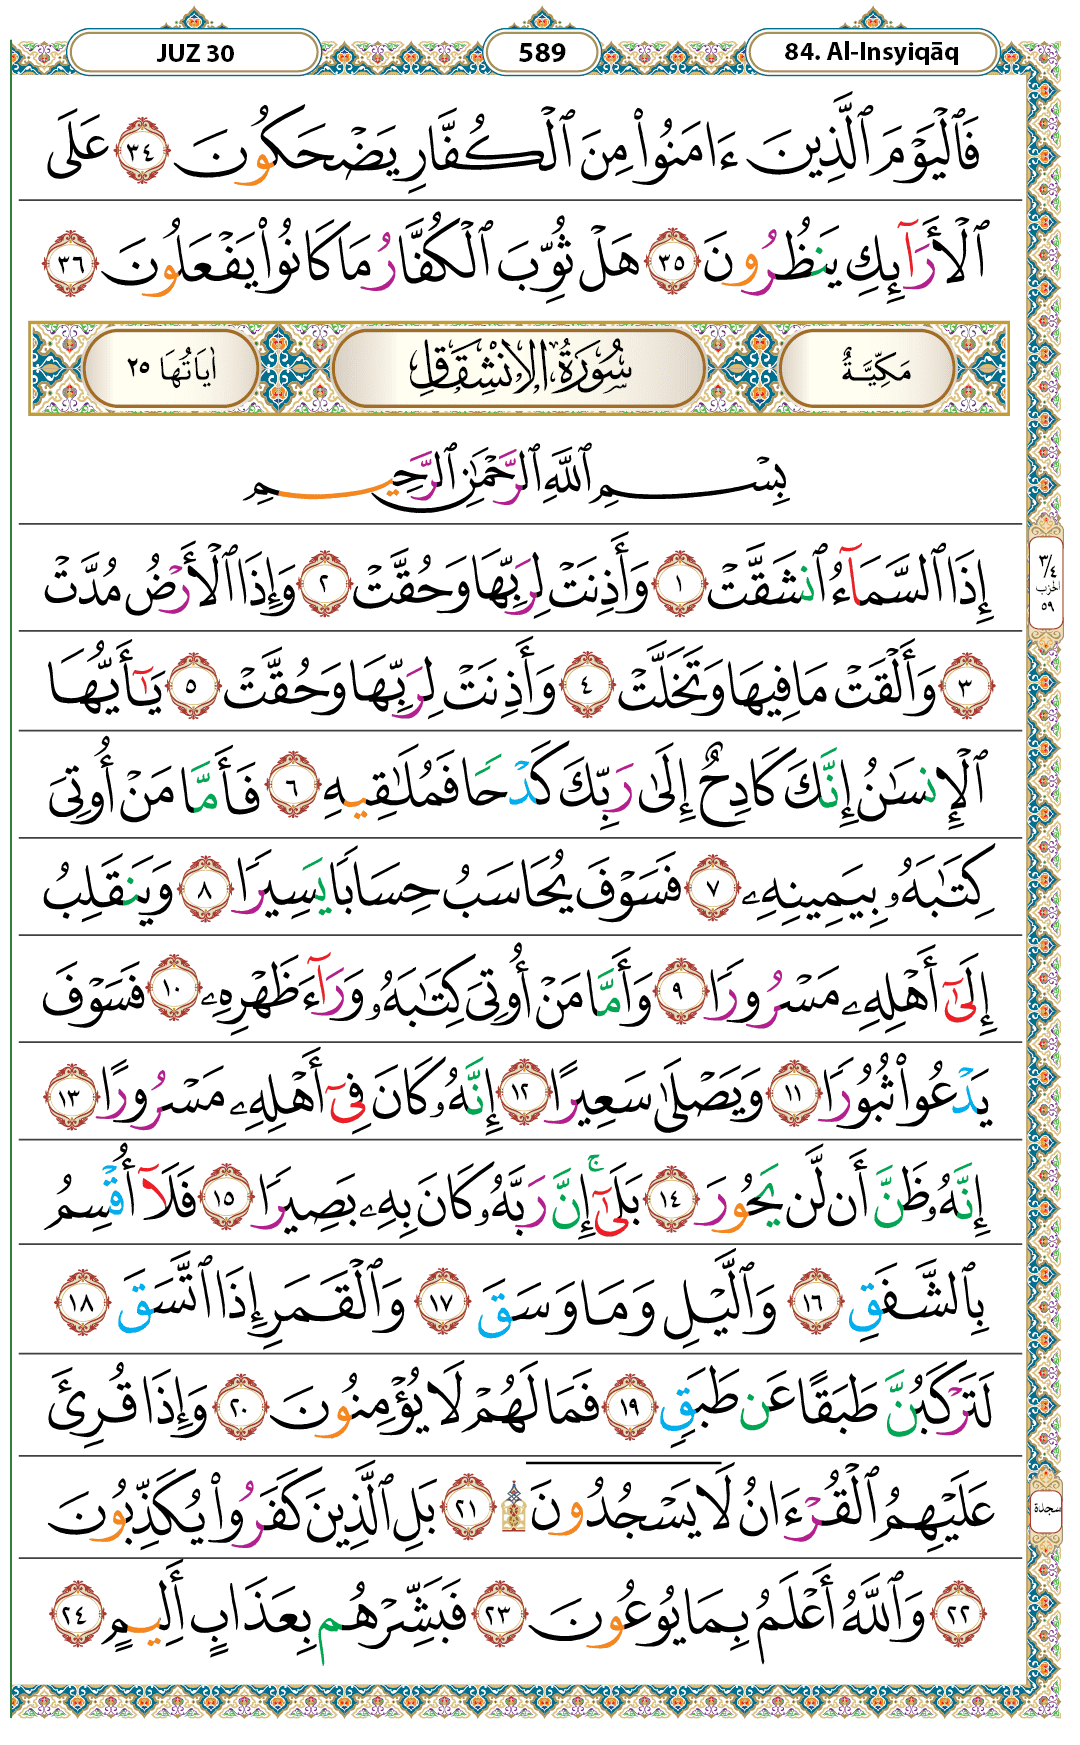 JUZ 30 589 84. Al-Insyiqāq
فَٱلْيَوْمَ ٱلَّذِينَ ءَامَنُوا۟ مِنَ ٱلْكُفَّارِ يَضْحَكُونَ ٣٤ عَلَى
ٱلْأَرَآئِكِ يَنظُرُونَ ٣٥ هَلْ ثُوِّبَ ٱلْكُفَّارُ مَا كَانُوا۟ يَفْعَلُونَ ٣٦
مَكِّيَّةٌ سُورَةُ الإنْشِقَاقِ اٰيَاتُهَا ٢٥
بِسْمِ ٱللَّهِ ٱلرَّحْمَٰنِ ٱلرَّحِيمِ
إِذَا ٱلسَّمَآءُ ٱنشَقَّتْ ١ وَأَذِنَتْ لِرَبِّهَا وَحُقَّتْ ٢ وَإِذَا ٱلْأَرْضُ مُدَّتْ
٣/٤ الحزب ٥٩
٣ وَأَلْقَتْ مَا فِيهَا وَتَخَلَّتْ ٤ وَأَذِنَتْ لِرَبِّهَا وَحُقَّتْ ٥ يَٰٓأَيُّهَا
ٱلْإِنسَٰنُ إِنَّكَ كَادِحٌ إِلَىٰ رَبِّكَ كَدْحًا فَمُلَٰقِيهِ ٦ فَأَمَّا مَنْ أُوتِىَ
كِتَٰبَهُۥ بِيَمِينِهِۦ ٧ فَسَوْفَ يُحَاسَبُ حِسَابًا يَسِيرًا ٨ وَيَنقَلِبُ
إِلَىٰٓ أَهْلِهِۦ مَسْرُورًا ٩ وَأَمَّا مَنْ أُوتِىَ كِتَٰبَهُۥ وَرَآءَ ظَهْرِهِۦ ١٠ فَسَوْفَ
يَدْعُوا۟ ثُبُورًا ١١ وَيَصْلَىٰ سَعِيرًا ١٢ إِنَّهُۥ كَانَ فِىٓ أَهْلِهِۦ مَسْرُورًا ١٣
إِنَّهُۥ ظَنَّ أَن لَّن يَحُورَ ١٤ بَلَىٰٓۚ إِنَّ رَبَّهُۥ كَانَ بِهِۦ بَصِيرًا ١٥ فَلَآ أُقْسِمُ
بِٱلشَّفَقِ ١٦ وَٱلَّيْلِ وَمَا وَسَقَ ١٧ وَٱلْقَمَرِ إِذَا ٱتَّسَقَ ١٨
لَتَرْكَبُنَّ طَبَقًا عَن طَبَقٍ ١٩ فَمَا لَهُمْ لَا يُؤْمِنُونَ ٢٠ وَإِذَا قُرِئَ
عَلَيْهِمُ ٱلْقُرْءَانُ لَا يَسْجُدُونَ ۩ ٢١ بَلِ ٱلَّذِينَ كَفَرُوا۟ يُكَذِّبُونَ
سجدة
٢٢ وَٱللَّهُ أَعْلَمُ بِمَا يُوعُونَ ٢٣ فَبَشِّرْهُم بِعَذَابٍ أَلِيمٍ ٢٤